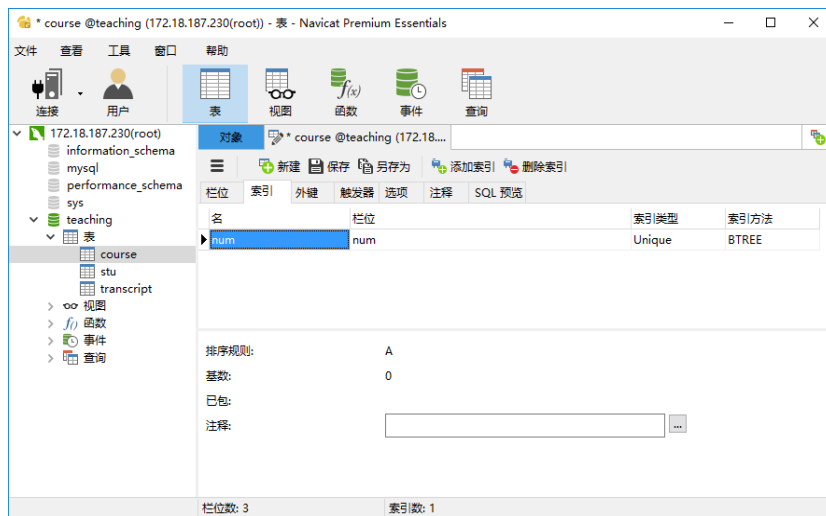 * course @teaching (172.18.187.230(root)) - 表 - Navicat Premium Essentials
文件 查看 工具 窗口 帮助
连接 用户 表 视图 函数 事件 查询
172.18.187.230(root)
information_schema
mysql
performance_schema
sys
teaching
表
course
stu
transcript
视图
函数
事件
查询
对象 * course @teaching (172.18....
新建 保存 另存为 添加索引 删除索引
栏位 索引 外键 触发器 选项 注释 SQL 预览
名 栏位 索引类型 索引方法
num num Unique BTREE
排序规则: A
基数: 0
已包:
注释: ...
栏位数: 3 索引数: 1